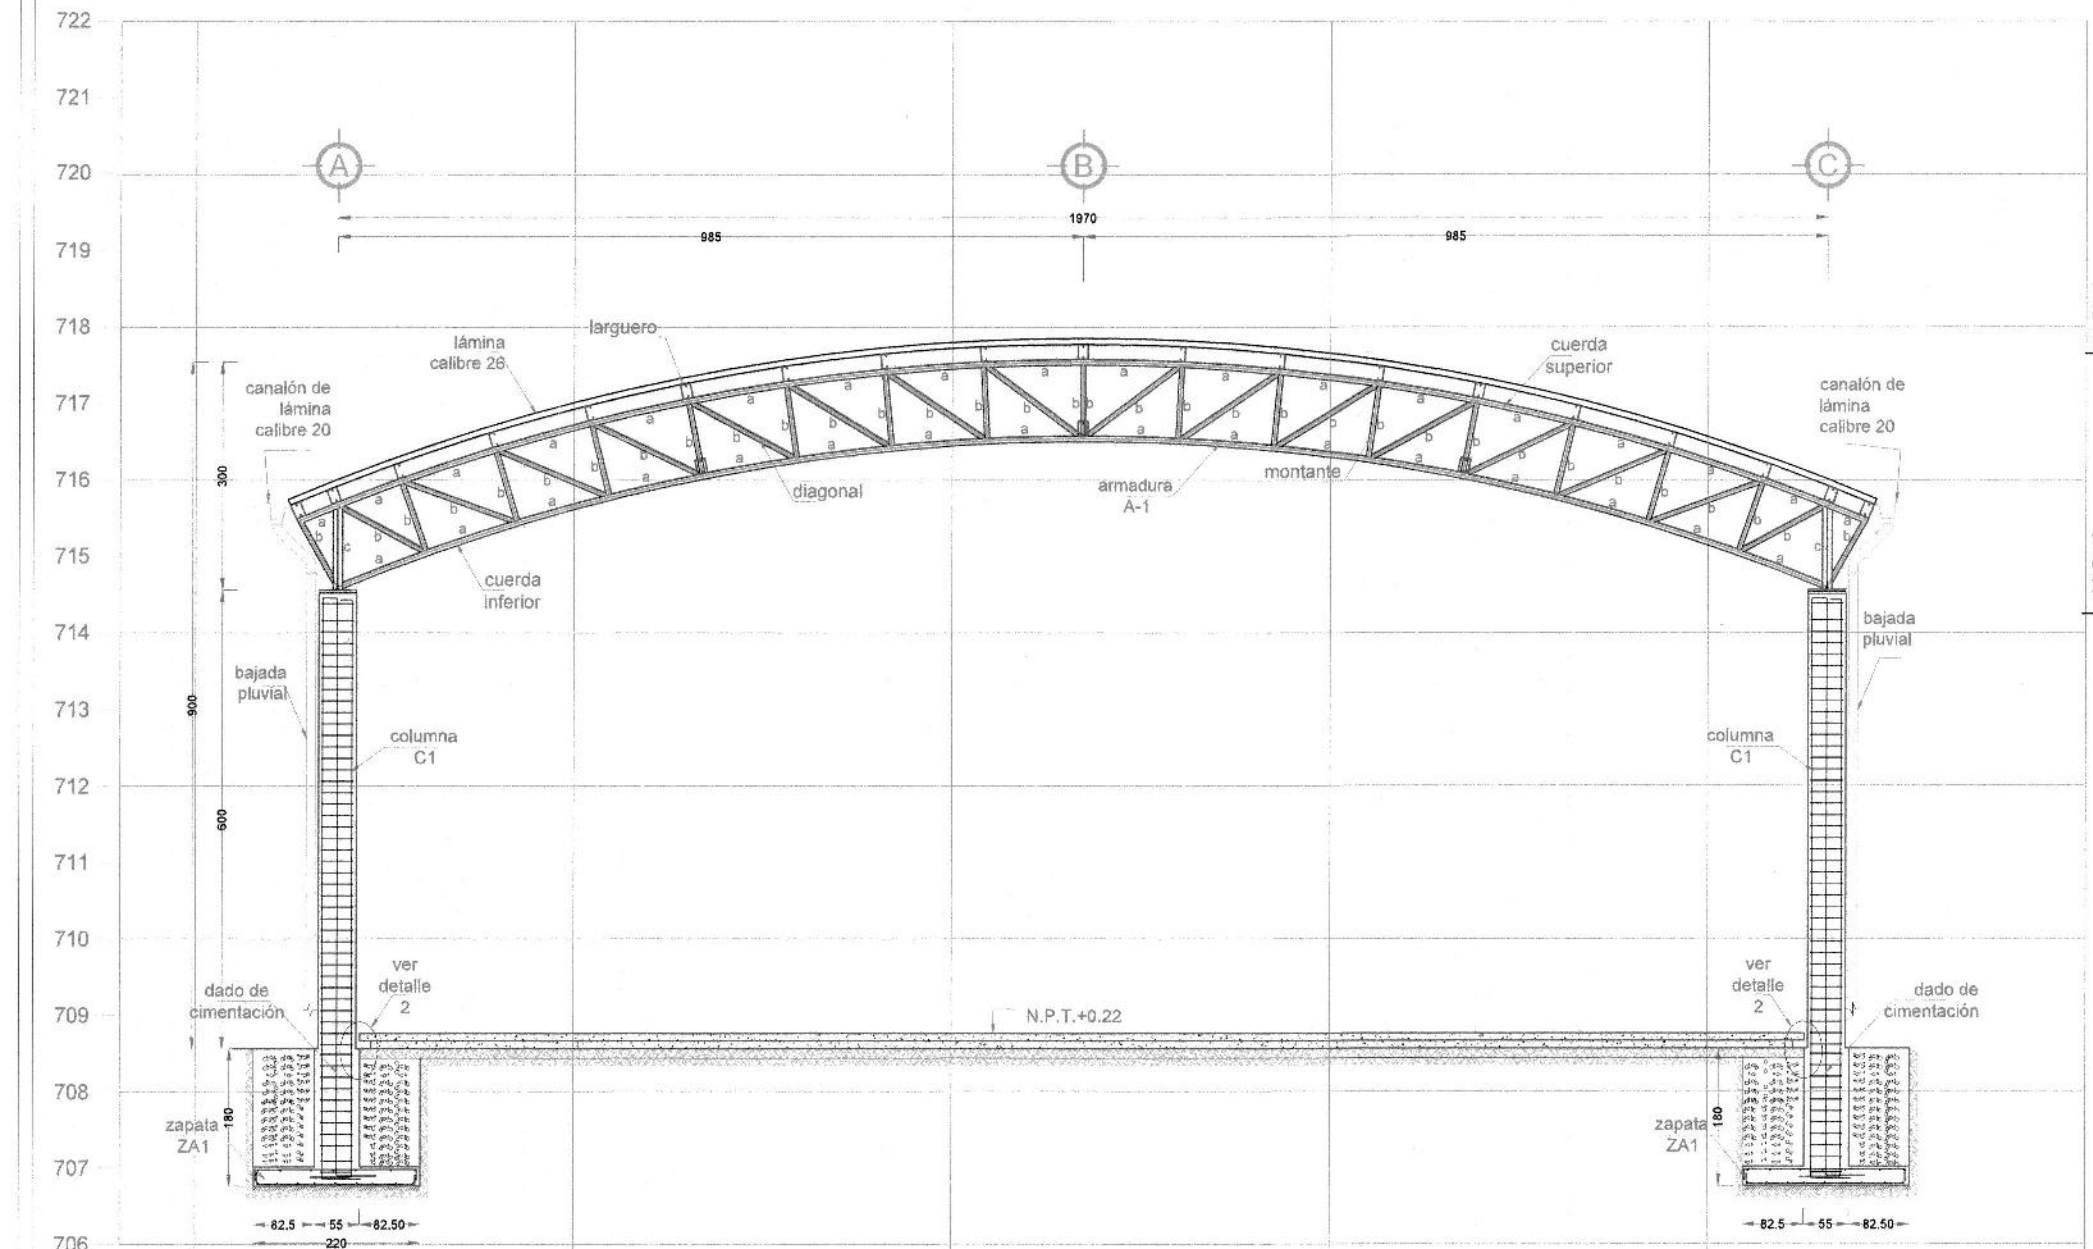 722
721
720
719
718
717
716
715
714
713
712
711
710
709
708
707
706
A
B
C
1970
985
985
larguero
lámina
calibre 26
cuerda
superior
canalón de
lámina
calibre 20
canalón de
lámina
calibre 20
300
900
600
a a a a a a a a a a a a a a a a
b b b b b b b b b b b b b b b b
c
c
diagonal
armadura
A-1
montante
cuerda
inferior
bajada
pluvial
bajada
pluvial
columna
C1
columna
C1
ver
detalle
2
ver
detalle
2
dado de
cimentación
dado de
cimentación
N.P.T.+0.22
180
180
zapata
ZA1
zapata
ZA1
82.5
55
82.50
220
82.5
55
82.50